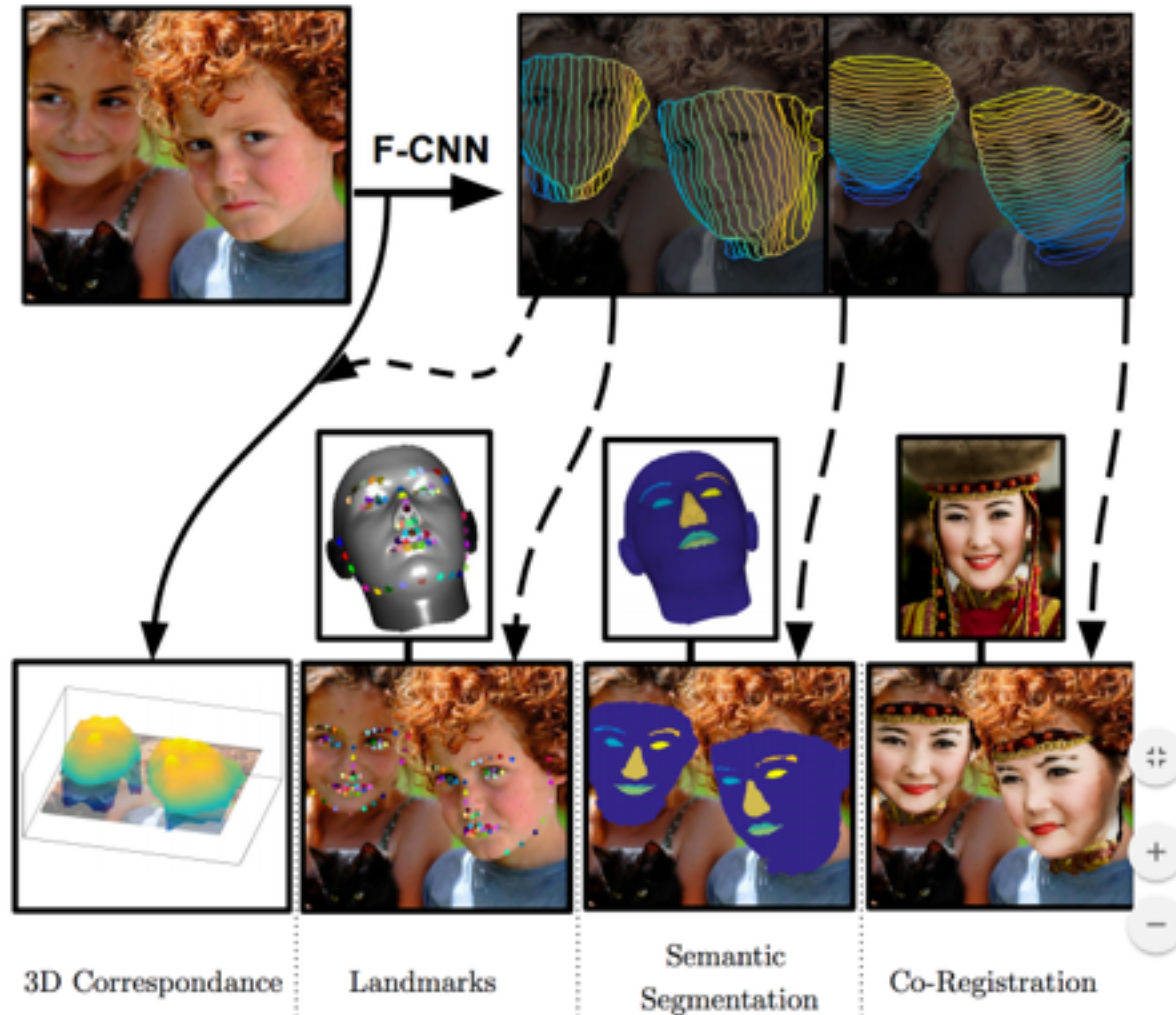 F-CNN
3D Correspondance
Landmarks
Semantic
Segmentation
Co-Registration